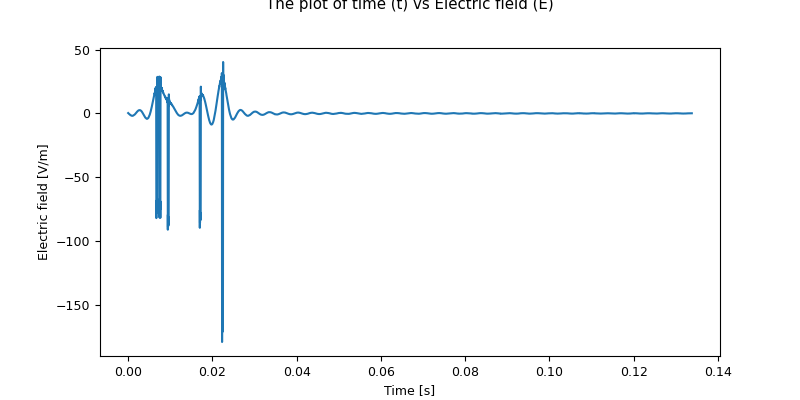 The plot of time (t) vs Electric field (E)
50
0
−50
−100
−150
Electric field [V/m]
0.00 0.02 0.04 0.06 0.08 0.10 0.12 0.14
Time [s]